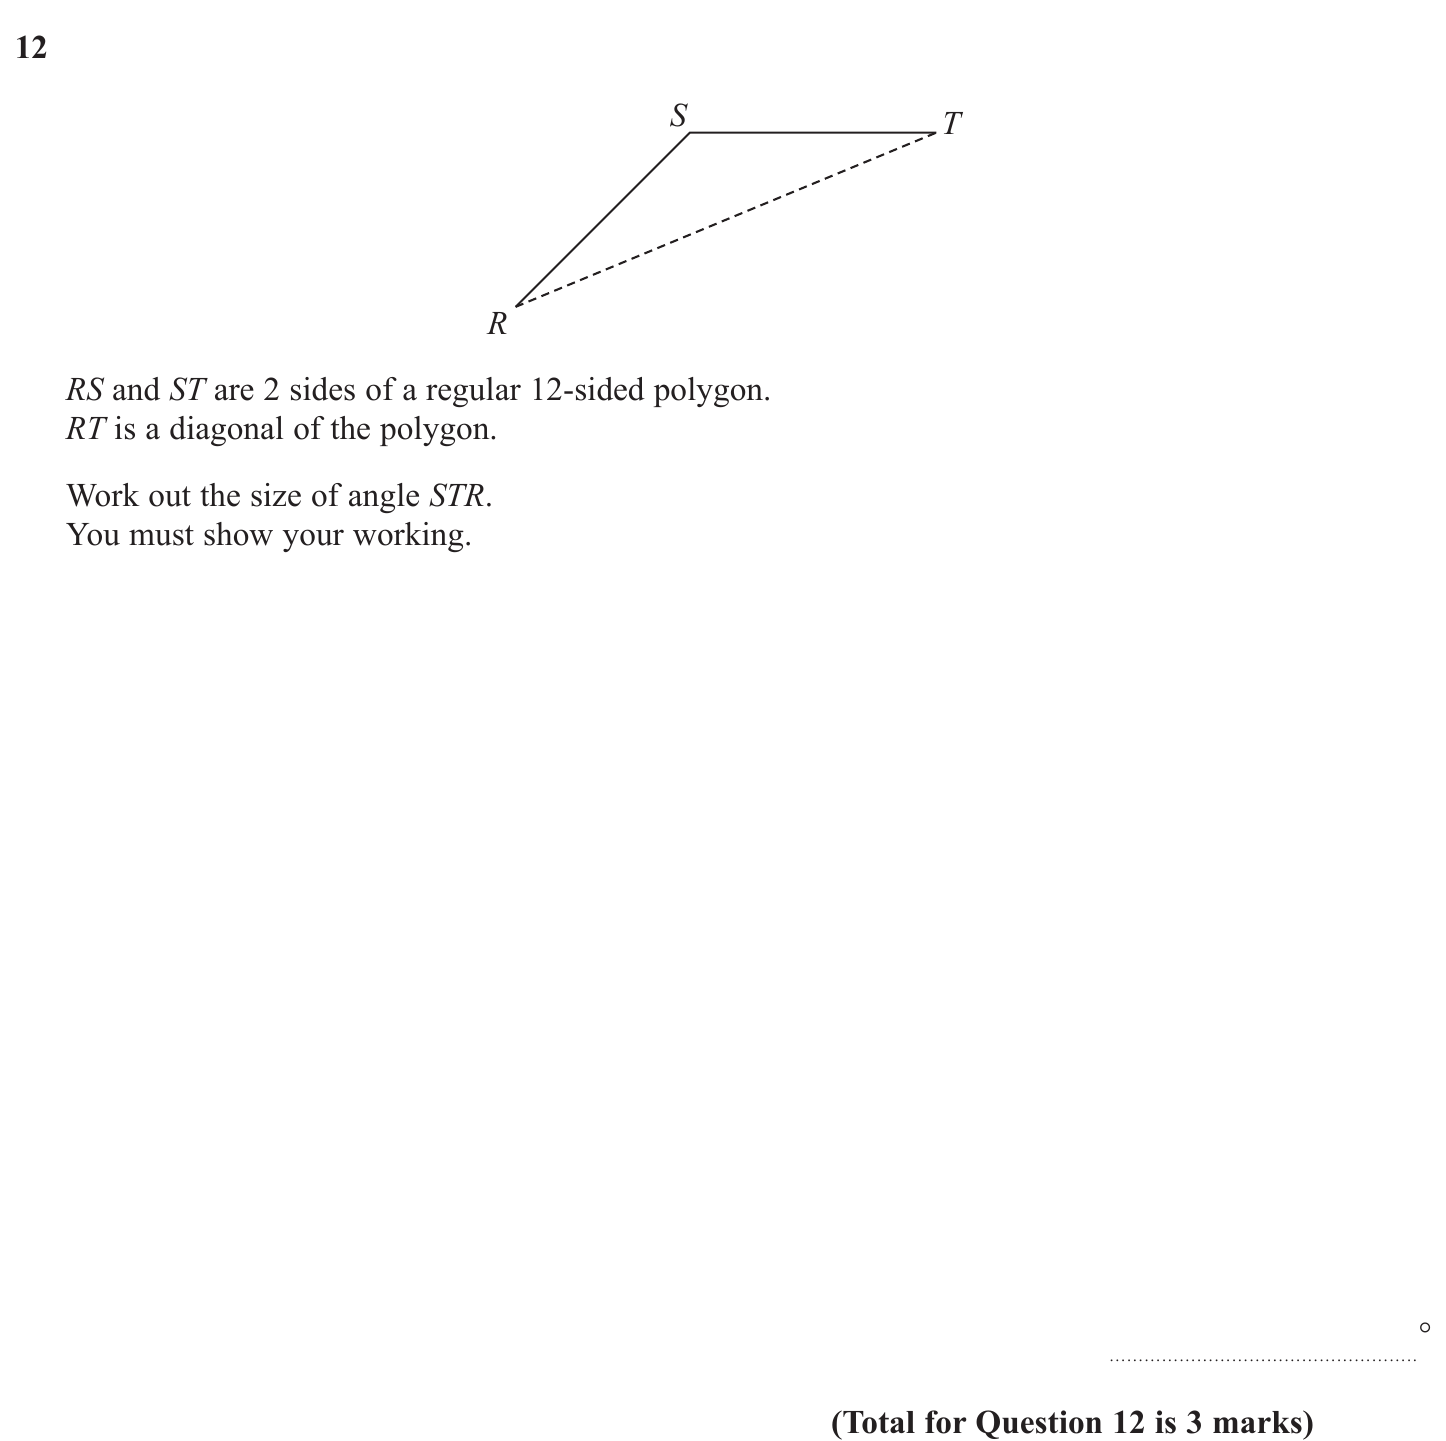 12
S
T
R
RS and ST are 2 sides of a regular 12-sided polygon.
RT is a diagonal of the polygon.
Work out the size of angle STR.
You must show your working.
..................................................... °
(Total for Question 12 is 3 marks)